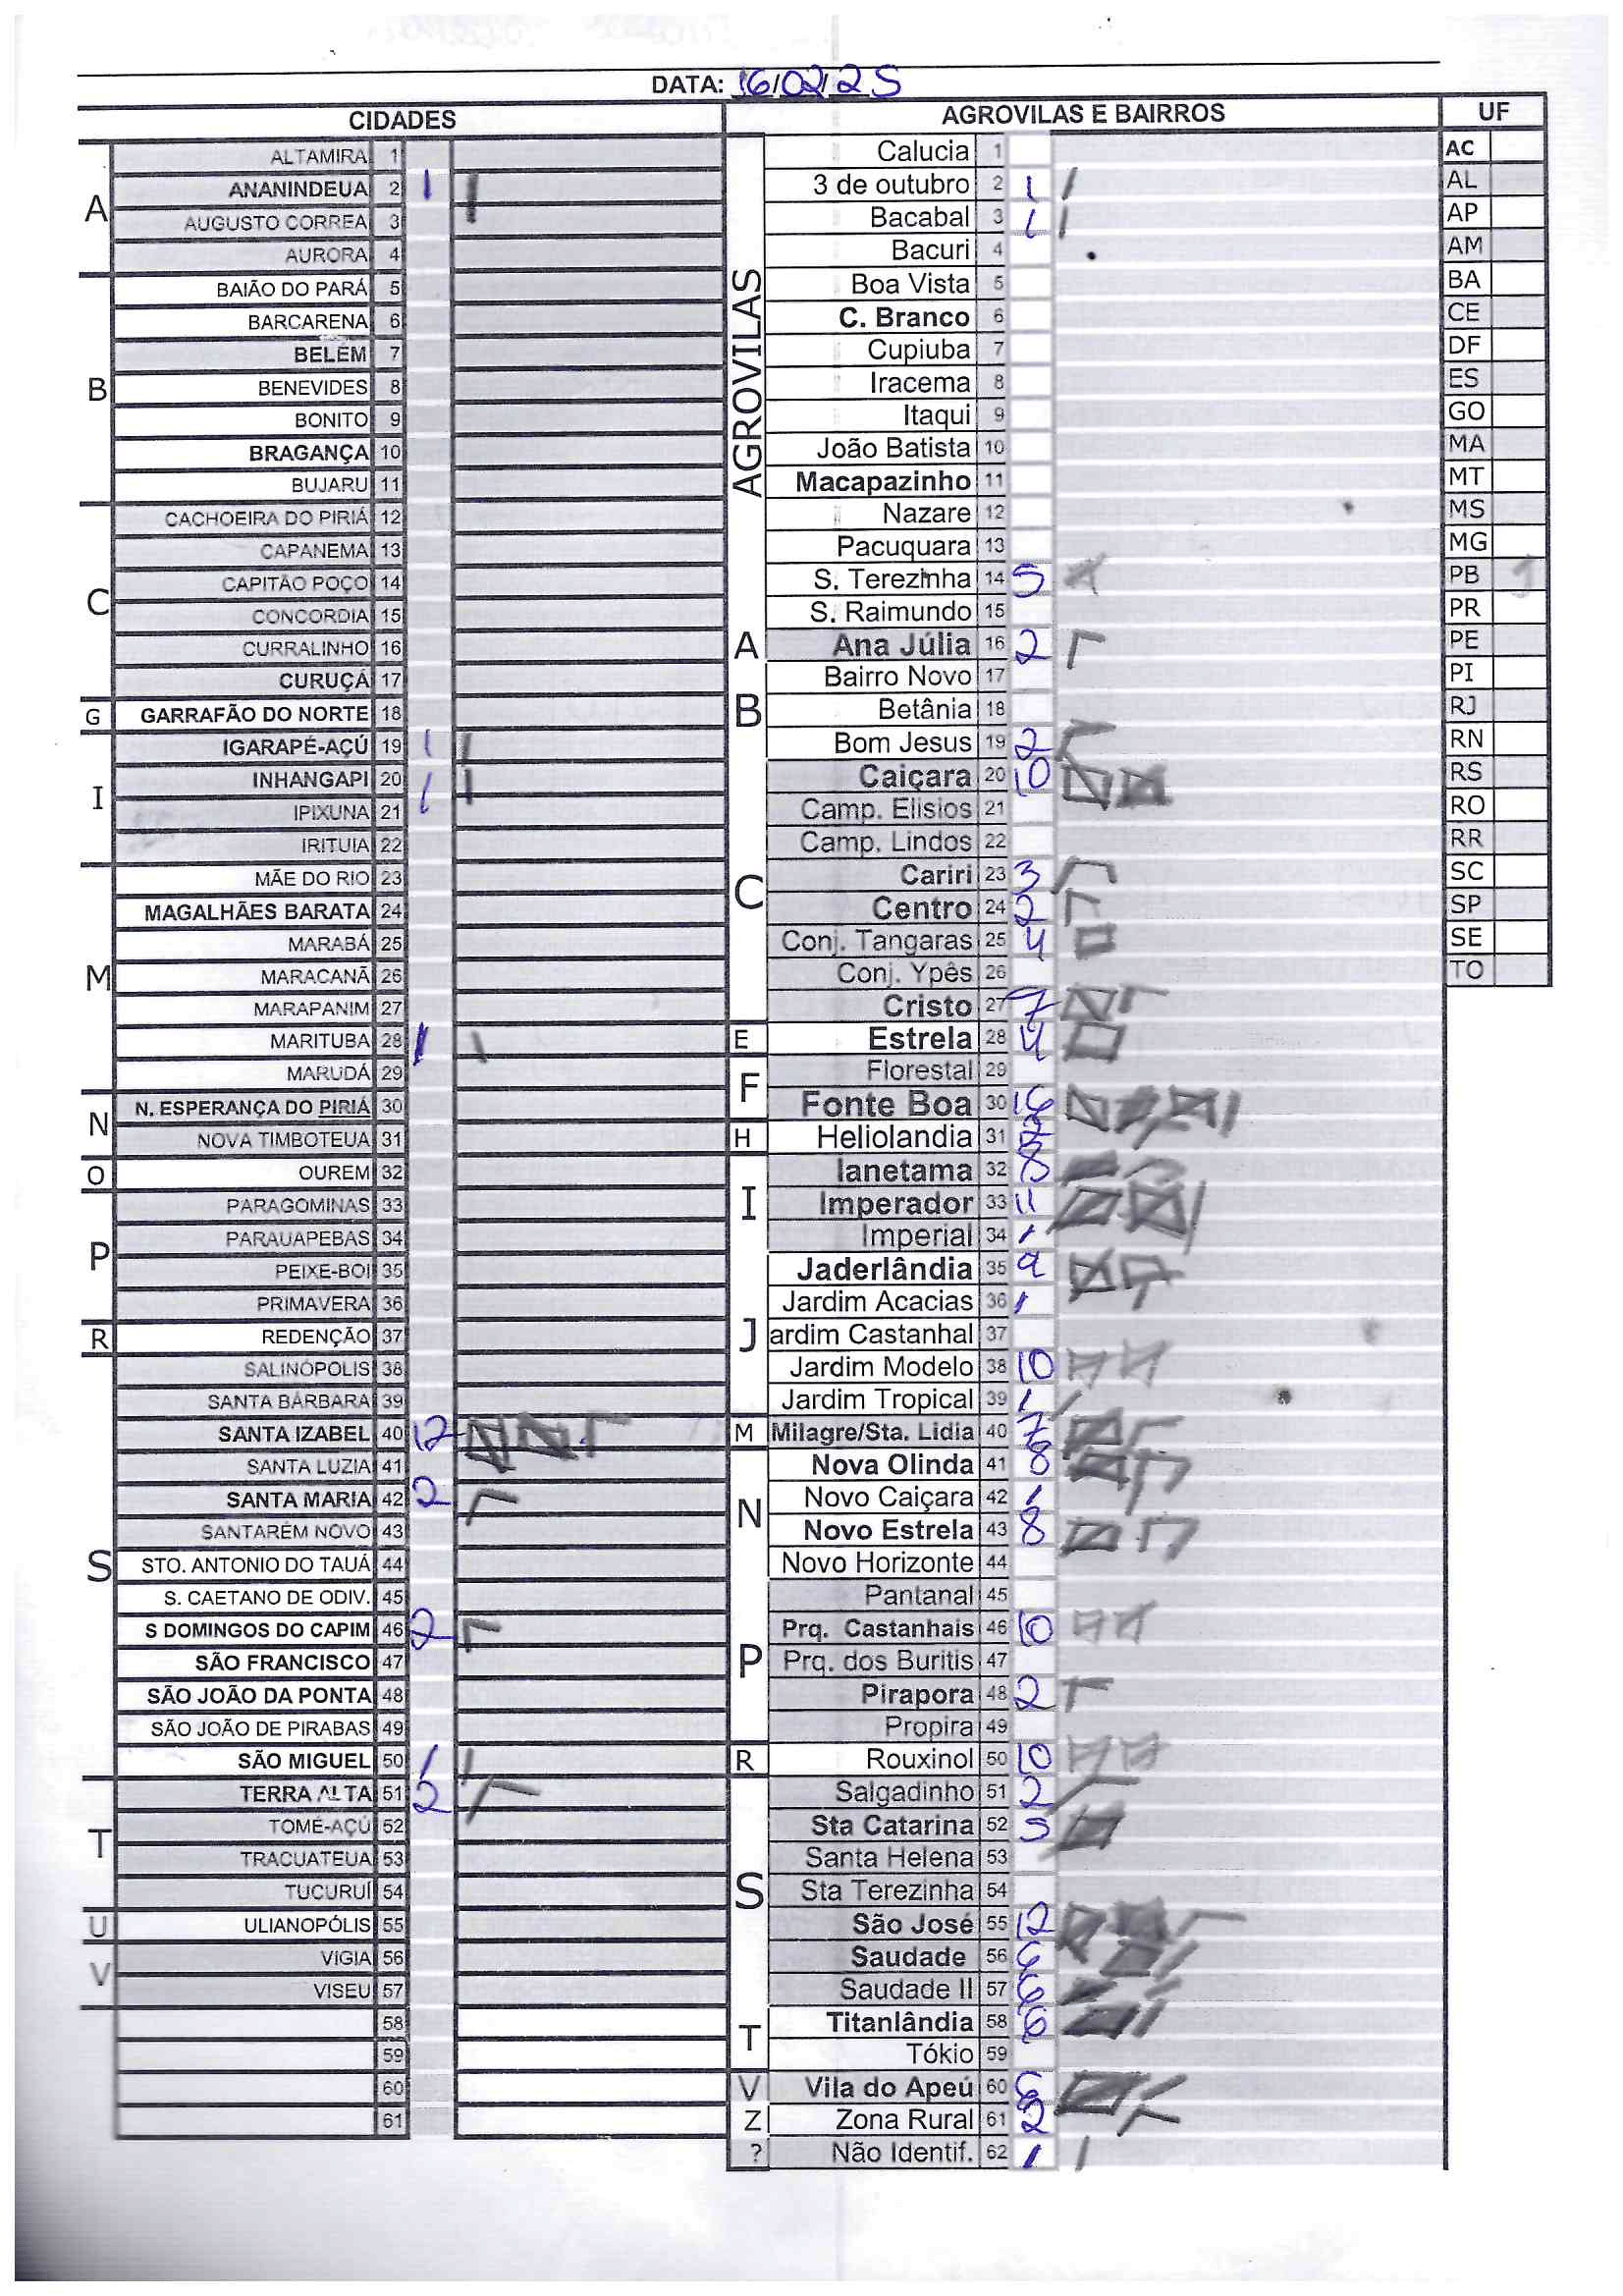 DATA: 16/02/25
CIDADES
A
ALTAMIRA 1
ANANINDEUA 2 1
AUGUSTO CORREA 3
AURORA 4
B
BAIÃO DO PARÁ 5
BARCARENA 6
BELÉM 7
BENEVIDES 8
BONITO 9
BRAGANÇA 10
BUJARU 11
C
CACHOEIRA DO PIRIÁ 12
CAPANEMA 13
CAPITÃO POÇO 14
CONCORDIA 15
CURRALINHO 16
CURUÇÁ 17
G
GARRAFÃO DO NORTE 18
I
IGARAPÉ-AÇÚ 19 1
INHANGAPI 20 1
IPIXUNA 21
IRITUIA 22
M
MÃE DO RIO 23
MAGALHÃES BARATA 24
MARABÁ 25
MARACANÃ 26
MARAPANIM 27
MARITUBA 28 1
MARUDÁ 29
N
N. ESPERANÇA DO PIRIÁ 30
NOVA TIMBOTEUA 31
O
OUREM 32
P
PARAGOMINAS 33
PARAUAPEBAS 34
PEIXE-BOI 35
PRIMAVERA 36
R
REDENÇÃO 37
S
SALINÓPOLIS 38
SANTA BÁRBARA 39
SANTA IZABEL 40 12
SANTA LUZIA 41
SANTA MARIA 42 2
SANTARÉM NOVO 43
STO. ANTONIO DO TAUÁ 44
S. CAETANO DE ODIV. 45
S DOMINGOS DO CAPIM 46 2
SÃO FRANCISCO 47
SÃO JOÃO DA PONTA 48
SÃO JOÃO DE PIRABAS 49
SÃO MIGUEL 50 1
T
TERRA ALTA 51 2
TOMÉ-AÇÚ 52
TRACUATEUA 53
TUCURUÍ 54
U
ULIANOPÓLIS 55
V
VIGIA 56
VISEU 57
58
59
60
61
AGROVILAS E BAIRROS
AGROVILAS
Calucia 1
3 de outubro 2 1
Bacabal 3 1
Bacuri 4
Boa Vista 5
C. Branco 6
Cupiuba 7
Iracema 8
Itaqui 9
João Batista 10
Macapazinho 11
Nazare 12
Pacuquara 13
S. Terezinha 14 5
S. Raimundo 15
A
Ana Júlia 16 2
B
Bairro Novo 17
Betânia 18
Bom Jesus 19 2
C
Caiçara 20 10
Camp. Elisios 21
Camp. Lindos 22
Cariri 23 3
Centro 24 2
Conj. Tangaras 25 4
Conj. Ypês 26
Cristo 27 7
E
Estrela 28 4
F
Florestal 29
Fonte Boa 30 16
H
Heliolandia 31
I
Ianetama 32 8
Imperador 33 11
Imperial 34 1
J
Jaderlândia 35 9
Jardim Acacias 36 1
ardim Castanhal 37
Jardim Modelo 38 10
Jardim Tropical 39 1
M
Milagre/Sta. Lidia 40 7
N
Nova Olinda 41 8
Novo Caiçara 42 1
Novo Estrela 43 8
Novo Horizonte 44
P
Pantanal 45
Prq. Castanhais 46 10
Prq. dos Buritis 47
Pirapora 48 2
Propira 49
R
Rouxinol 50 10
S
Salgadinho 51 2
Sta Catarina 52 5
Santa Helena 53
Sta Terezinha 54
São José 55 12
Saudade 56 6
Saudade II 57 6
T
Titanlândia 58 6
Tókio 59
V
Vila do Apeú 60 6
Z
Zona Rural 61 2
?
Não Identif. 62 1
UF
AC
AL
AP
AM
BA
CE
DF
ES
GO
MA
MT
MS
MG
PB 1
PR
PE
PI
RJ
RN
RS
RO
RR
SC
SP
SE
TO